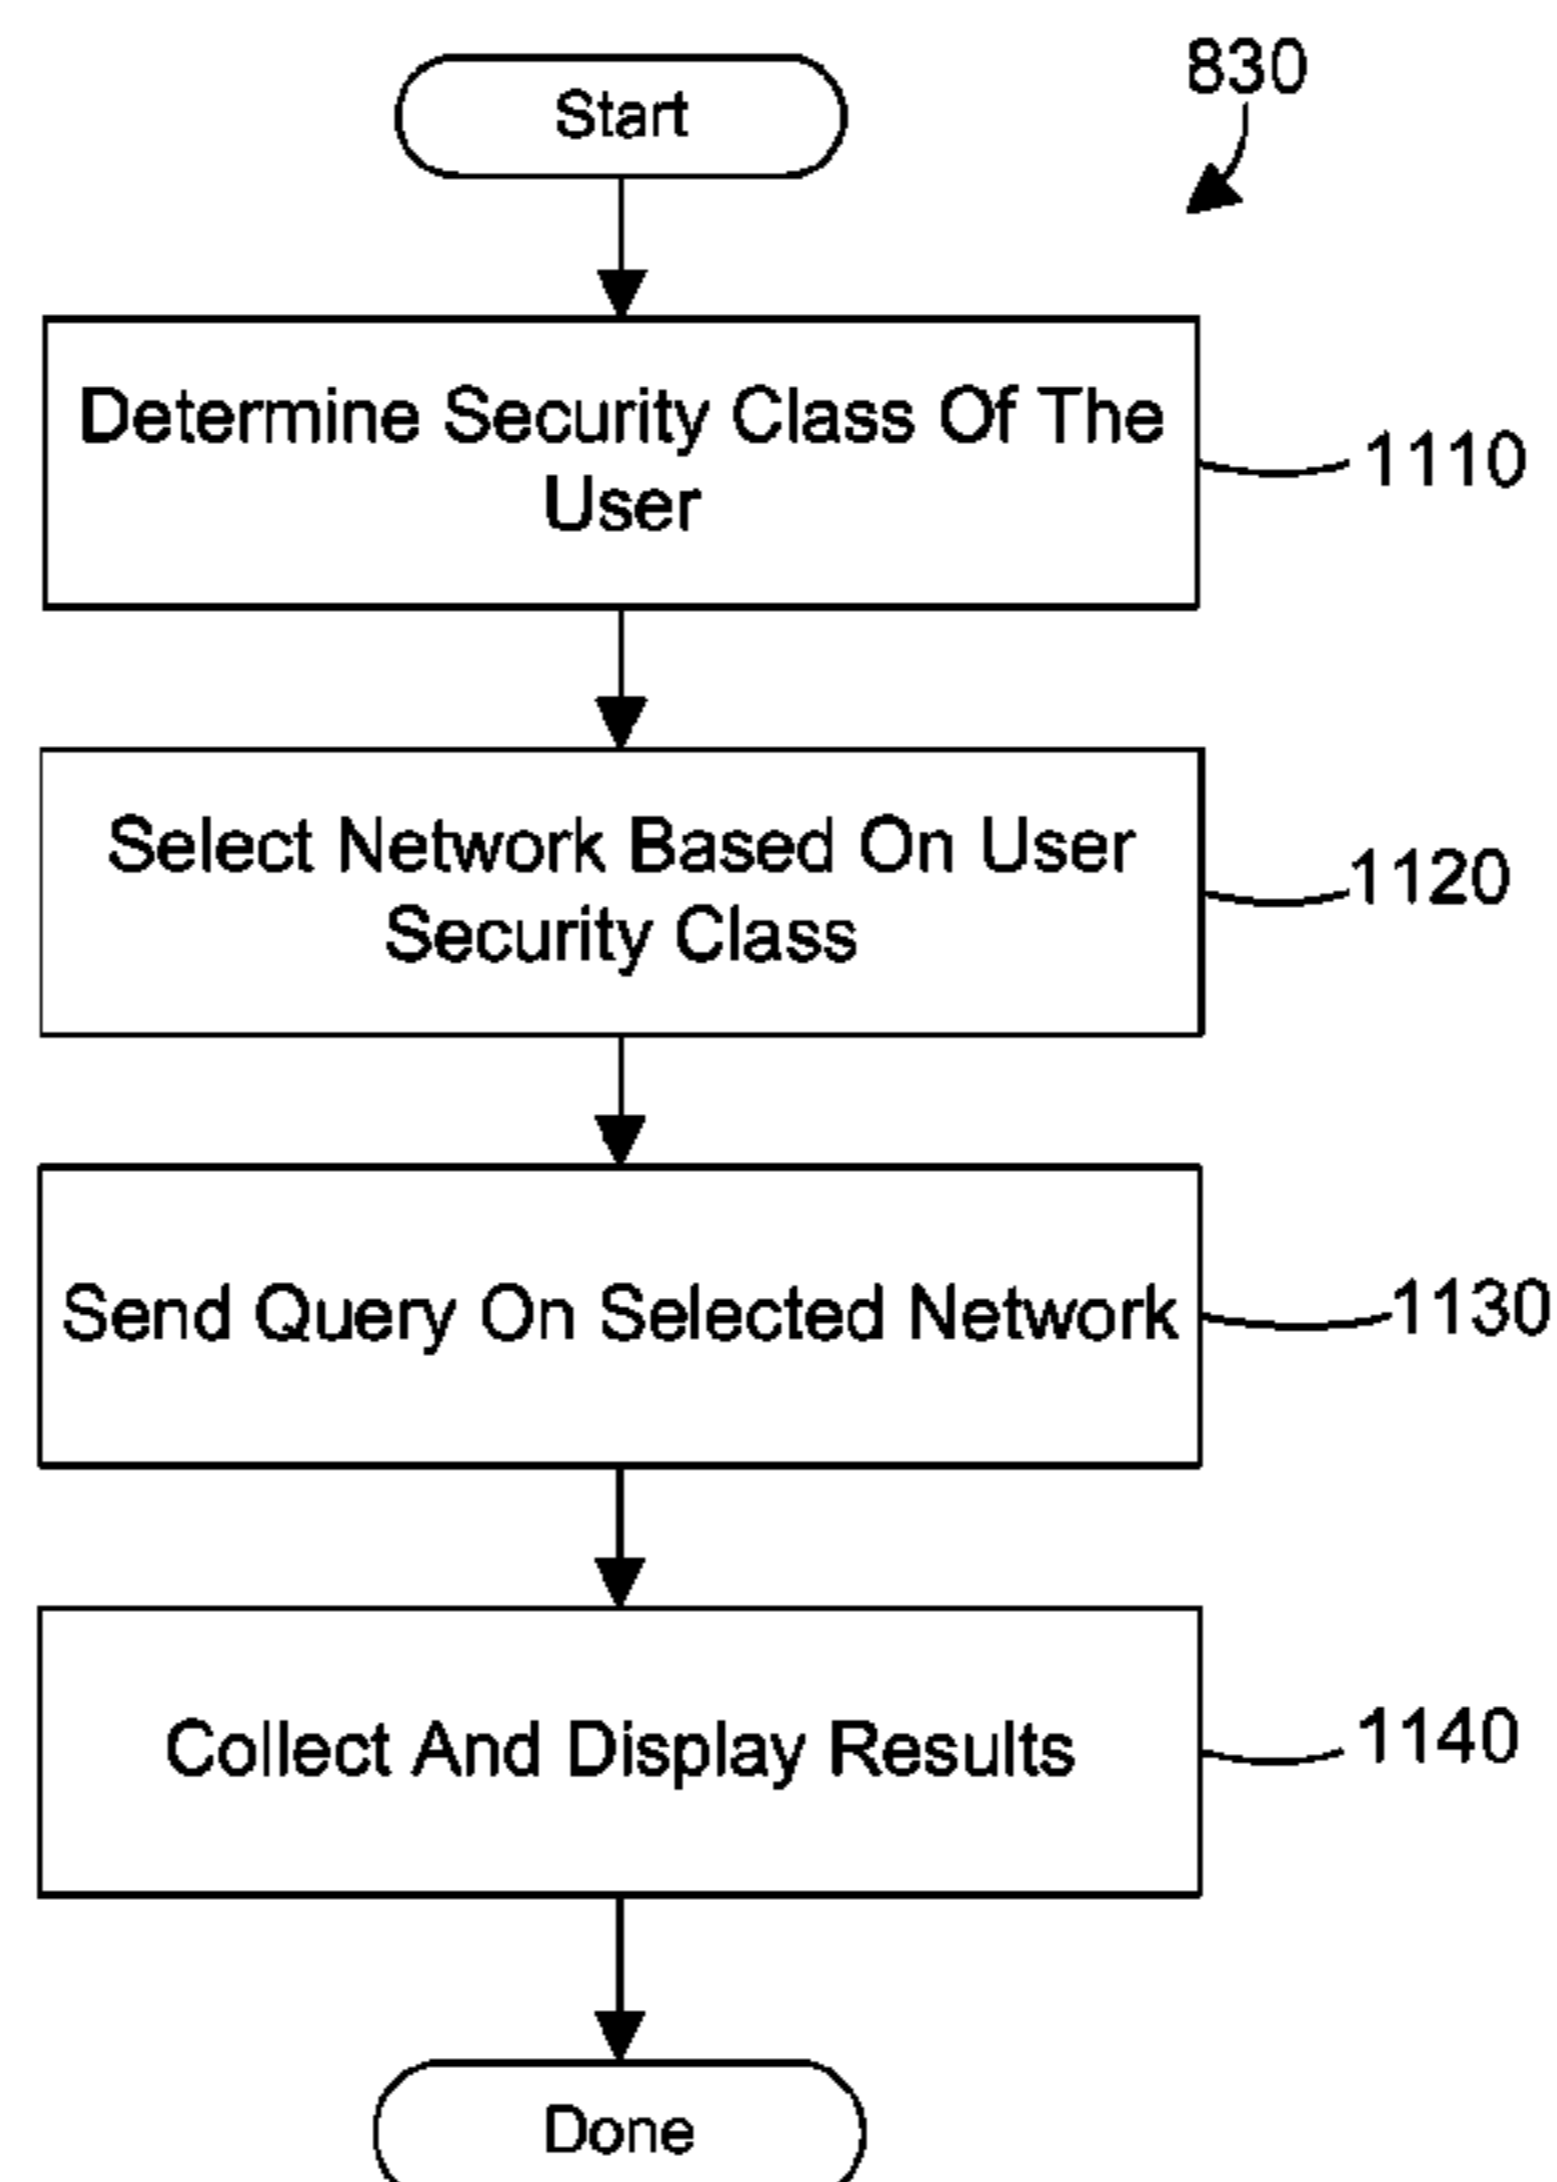 Start
830
Determine Security Class Of The
User
1110
Select Network Based On User
Security Class
1120
Send Query On Selected Network
1130
Collect And Display Results
1140
Done